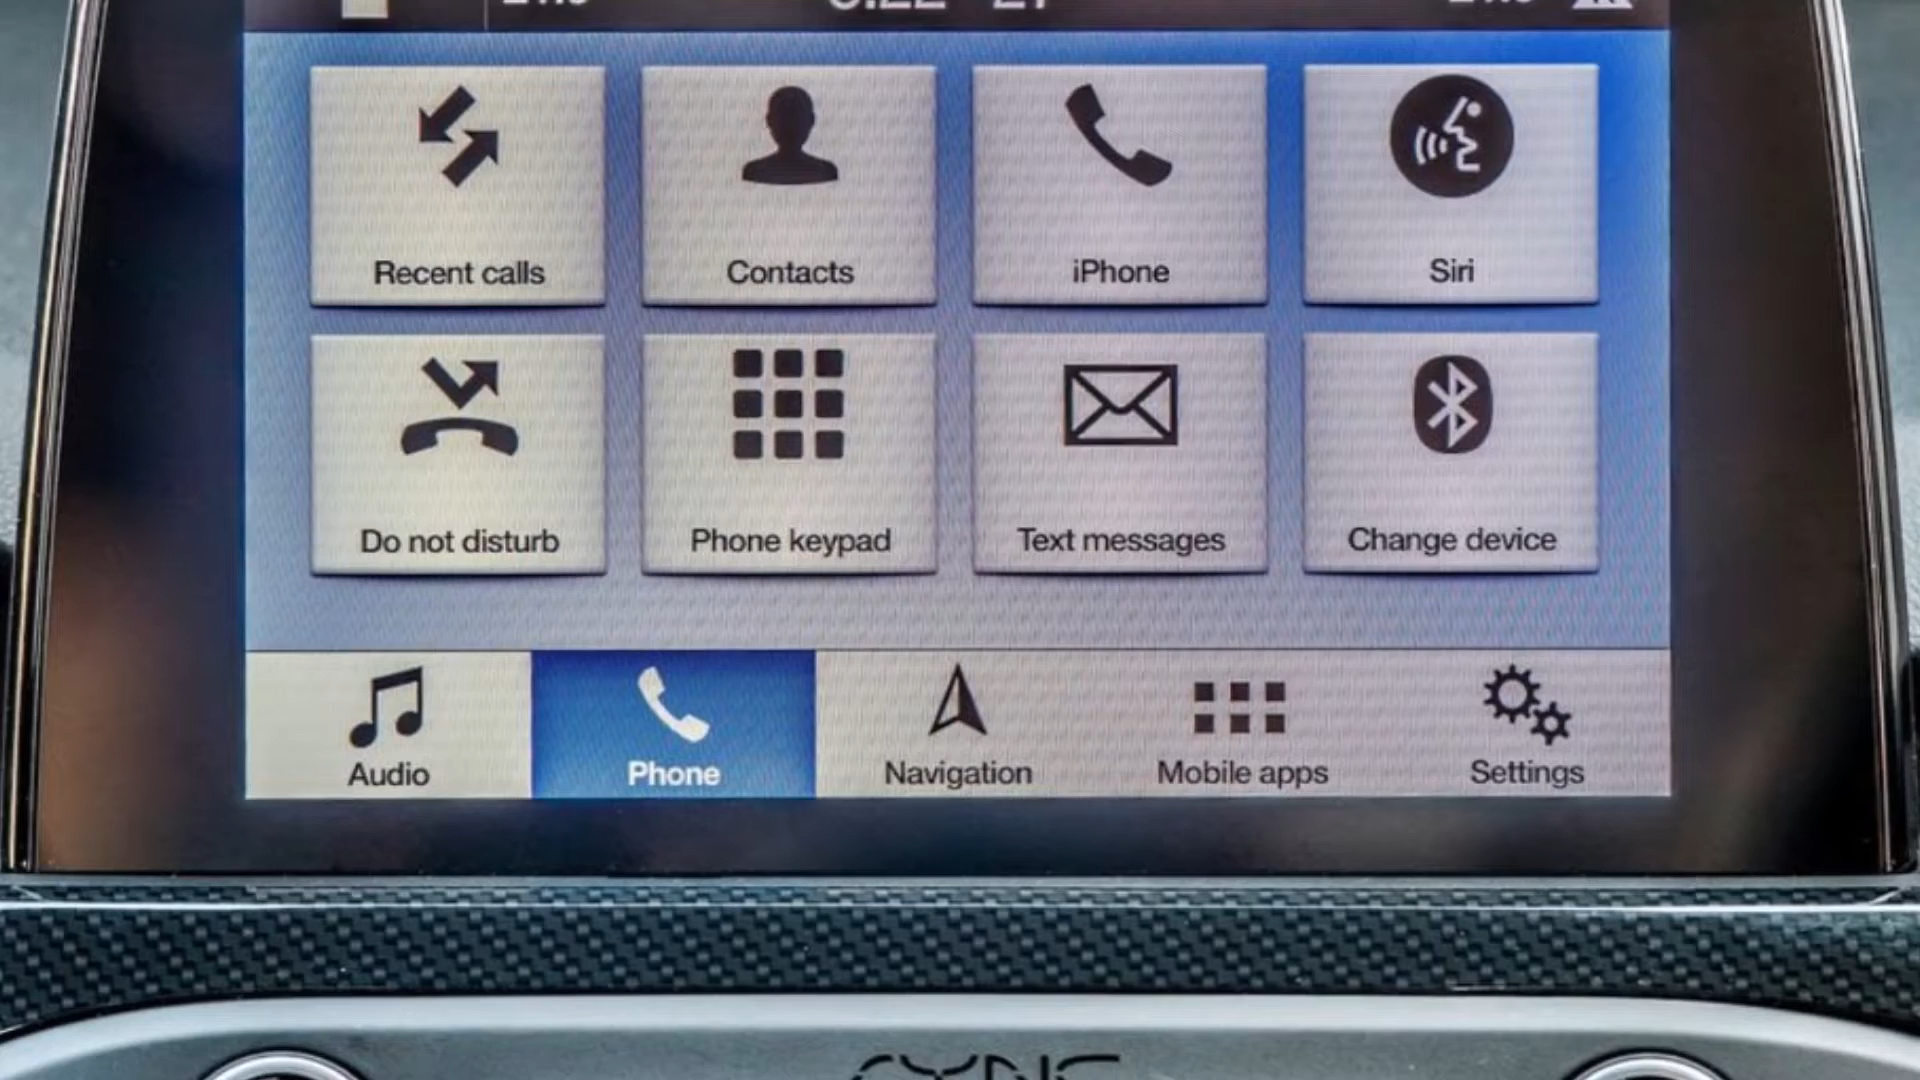 Recent calls
Contacts
iPhone
Siri
Do not disturb
Phone keypad
Text messages
Change device
Audio
Phone
Navigation
Mobile apps
Settings
SYNC